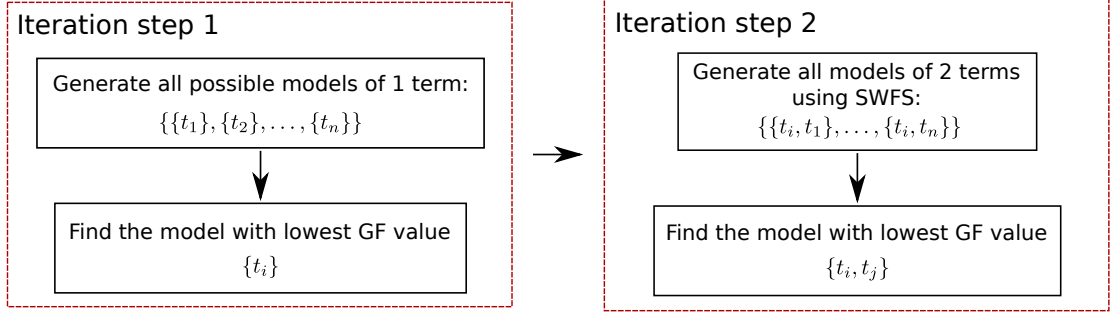 Iteration step 1
Generate all possible models of 1 term:
{{t₁}, {t₂}, . . . , {tₙ}}
Find the model with lowest GF value
{tᵢ}
Iteration step 2
Generate all models of 2 terms
using SWFS:
{{tᵢ, t₁}, . . . , {tᵢ, tₙ}}
Find the model with lowest GF value
{tᵢ, tⱼ}